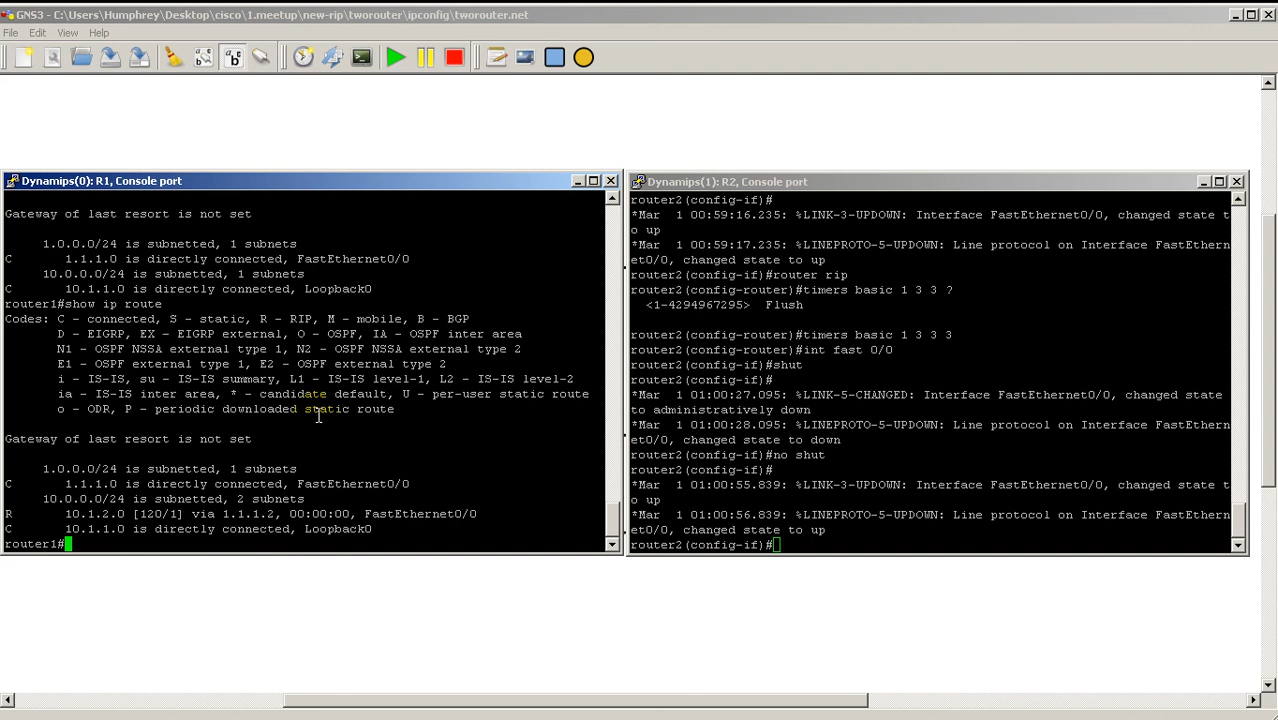 GNS3 - C:\Users\Humphrey\Desktop\cisco\1.meetup\new-rip\tworouter\ipconfig\tworouter.net
File Edit View Help
Dynamips(0): R1, Console port
Gateway of last resort is not set
1.0.0.0/24 is subnetted, 1 subnets
C 1.1.1.0 is directly connected, FastEthernet0/0
10.0.0.0/24 is subnetted, 1 subnets
C 10.1.1.0 is directly connected, Loopback0
router1#show ip route
Codes: C - connected, S - static, R - RIP, M - mobile, B - BGP
D - EIGRP, EX - EIGRP external, O - OSPF, IA - OSPF inter area
N1 - OSPF NSSA external type 1, N2 - OSPF NSSA external type 2
E1 - OSPF external type 1, E2 - OSPF external type 2
i - IS-IS, su - IS-IS summary, L1 - IS-IS level-1, L2 - IS-IS level-2
ia - IS-IS inter area, * - candidate default, U - per-user static route
o - ODR, P - periodic downloaded static route
Gateway of last resort is not set
1.0.0.0/24 is subnetted, 1 subnets
C 1.1.1.0 is directly connected, FastEthernet0/0
10.0.0.0/24 is subnetted, 2 subnets
R 10.1.2.0 [120/1] via 1.1.1.2, 00:00:00, FastEthernet0/0
C 10.1.1.0 is directly connected, Loopback0
router1#
Dynamips(1): R2, Console port
router2(config-if)#
*Mar 1 00:59:16.235: %LINK-3-UPDOWN: Interface FastEthernet0/0, changed state t
o up
*Mar 1 00:59:17.235: %LINEPROTO-5-UPDOWN: Line protocol on Interface FastEthern
et0/0, changed state to up
router2(config-if)#router rip
router2(config-router)#timers basic 1 3 3 ?
<1-4294967295> Flush
router2(config-router)#timers basic 1 3 3 3
router2(config-router)#int fast 0/0
router2(config-if)#shut
router2(config-if)#
*Mar 1 01:00:27.095: %LINK-5-CHANGED: Interface FastEthernet0/0, changed state
to administratively down
*Mar 1 01:00:28.095: %LINEPROTO-5-UPDOWN: Line protocol on Interface FastEthern
et0/0, changed state to down
router2(config-if)#no shut
router2(config-if)#
*Mar 1 01:00:55.839: %LINK-3-UPDOWN: Interface FastEthernet0/0, changed state t
o up
*Mar 1 01:00:56.839: %LINEPROTO-5-UPDOWN: Line protocol on Interface FastEthern
et0/0, changed state to up
router2(config-if)#